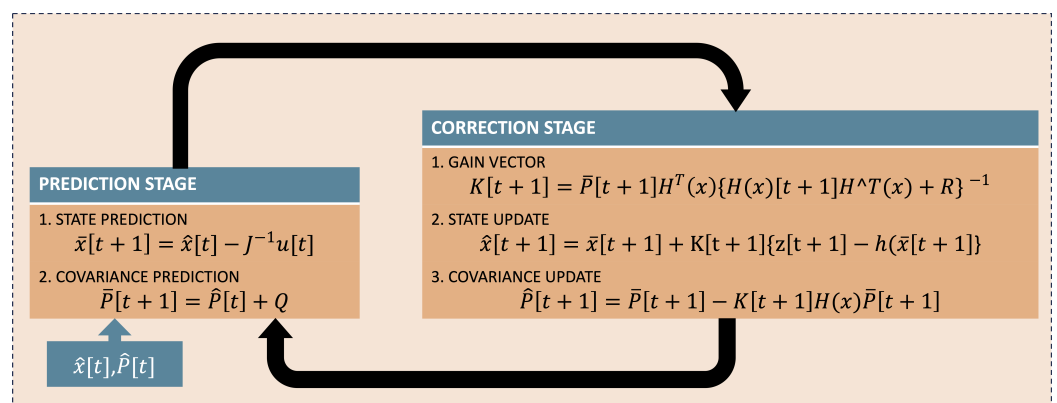 PREDICTION STAGE
1. STATE PREDICTION
x̄[t + 1] = x̂[t] − J⁻¹u[t]
2. COVARIANCE PREDICTION
P̄[t + 1] = P̂[t] + Q
x̂[t],P̂[t]
CORRECTION STAGE
1. GAIN VECTOR
K[t + 1] = P̄[t + 1]Hᵀ(x){H(x)[t + 1]H^T(x) + R} ⁻¹
2. STATE UPDATE
x̂[t + 1] = x̄[t + 1] + K[t + 1]{z[t + 1] − h(x̄[t + 1]}
3. COVARIANCE UPDATE
P̂[t + 1] = P̄[t + 1] − K[t + 1]H(x)P̄[t + 1]